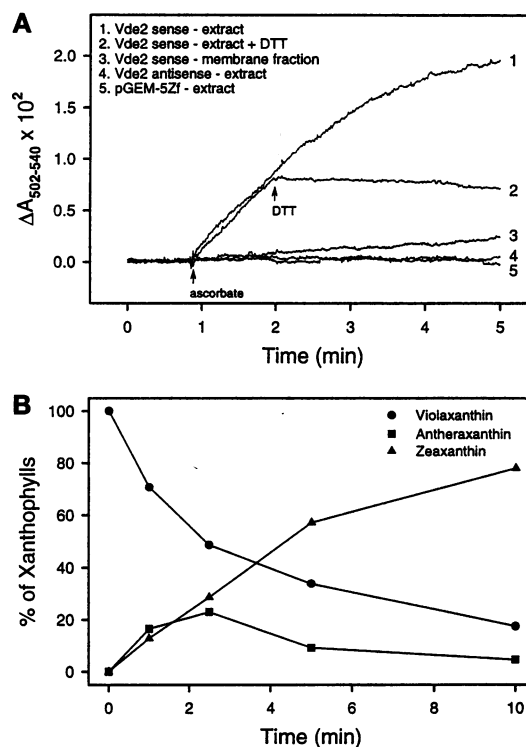 A
1. Vde2 sense - extract
2. Vde2 sense - extract + DTT
3. Vde2 sense - membrane fraction
4. Vde2 antisense - extract
5. pGEM-5Zf - extract
ΔA502-540 x 10²
2.0
1.0
0.5
0.0
1
2
3
4
5
DTT
ascorbate
0
1
2
3
4
5
Time (min)
B
Violaxanthin
Antheraxanthin
Zeaxanthin
% of Xanthophylls
100
80
60
40
20
0
0
2
4
6
8
10
Time (min)